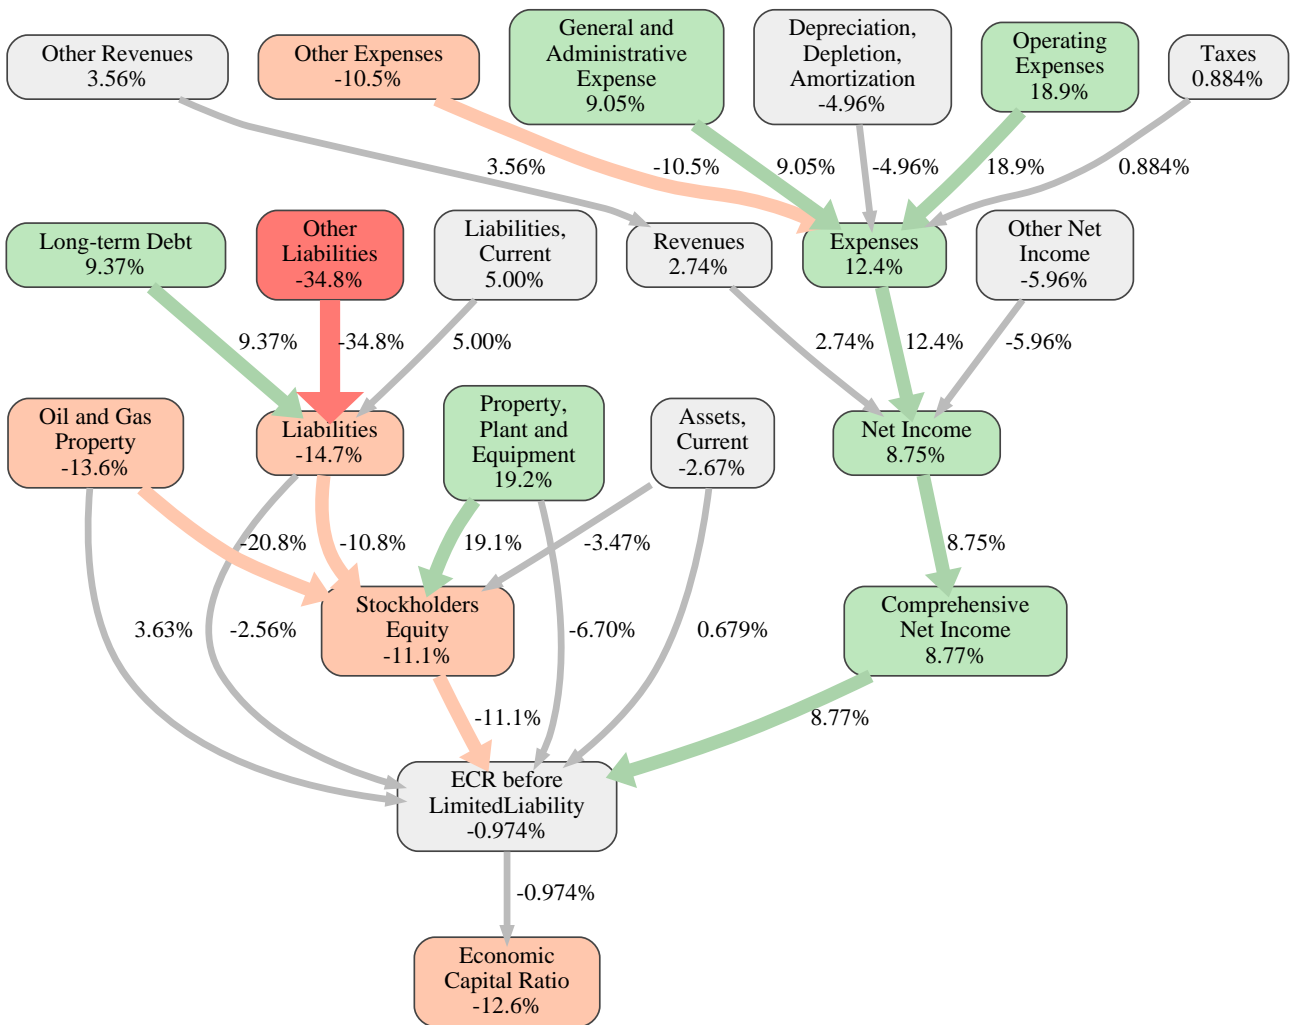 Other Revenues
3.56%
Other Expenses
-10.5%
General and
Administrative
Expense
9.05%
Depreciation,
Depletion,
Amortization
-4.96%
Operating
Expenses
18.9%
Taxes
0.884%
3.56%
-10.5%
9.05%
-4.96%
18.9%
0.884%
Long-term Debt
9.37%
Other
Liabilities
-34.8%
Liabilities,
Current
5.00%
Revenues
2.74%
Expenses
12.4%
Other Net
Income
-5.96%
9.37%
-34.8%
5.00%
2.74%
12.4%
-5.96%
Oil and Gas
Property
-13.6%
Liabilities
-14.7%
Property,
Plant and
Equipment
19.2%
Assets,
Current
-2.67%
Net Income
8.75%
-20.8%
-10.8%
19.1%
-3.47%
8.75%
3.63%
-2.56%
Stockholders
Equity
-11.1%
-6.70%
0.679%
Comprehensive
Net Income
8.77%
-11.1%
8.77%
ECR before
LimitedLiability
-0.974%
-0.974%
Economic
Capital Ratio
-12.6%